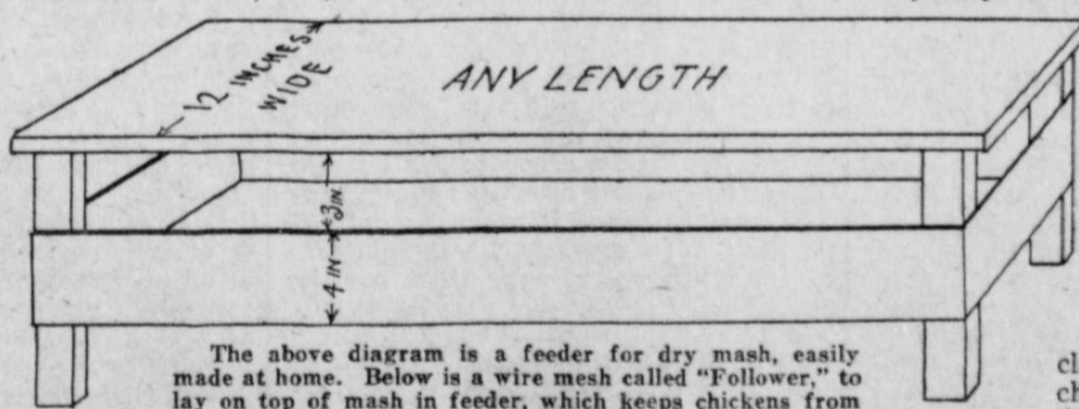 12 INCHES
WIDE
ANY LENGTH
3 IN.
4 IN
The above diagram is a feeder for dry mash, easily
made at home. Below is a wire mesh called "Follower," to
lay on top of mash in feeder, which keeps chickens from
cl
ch